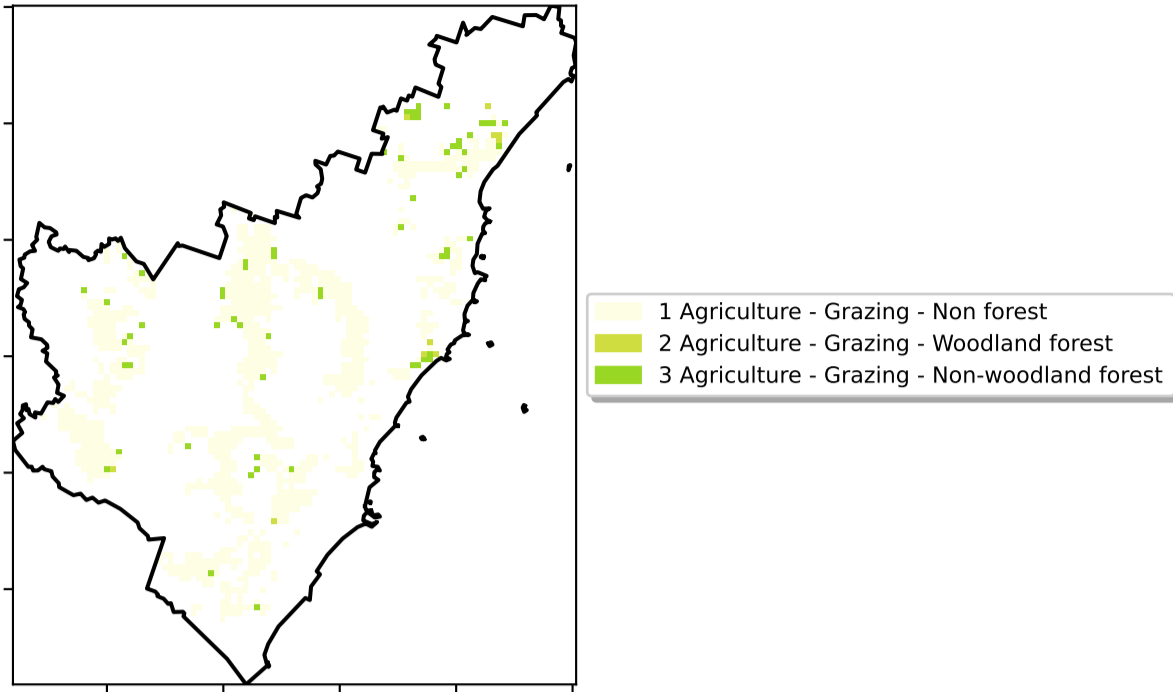 1 Agriculture - Grazing - Non forest
2 Agriculture - Grazing - Woodland forest
3 Agriculture - Grazing - Non-woodland forest